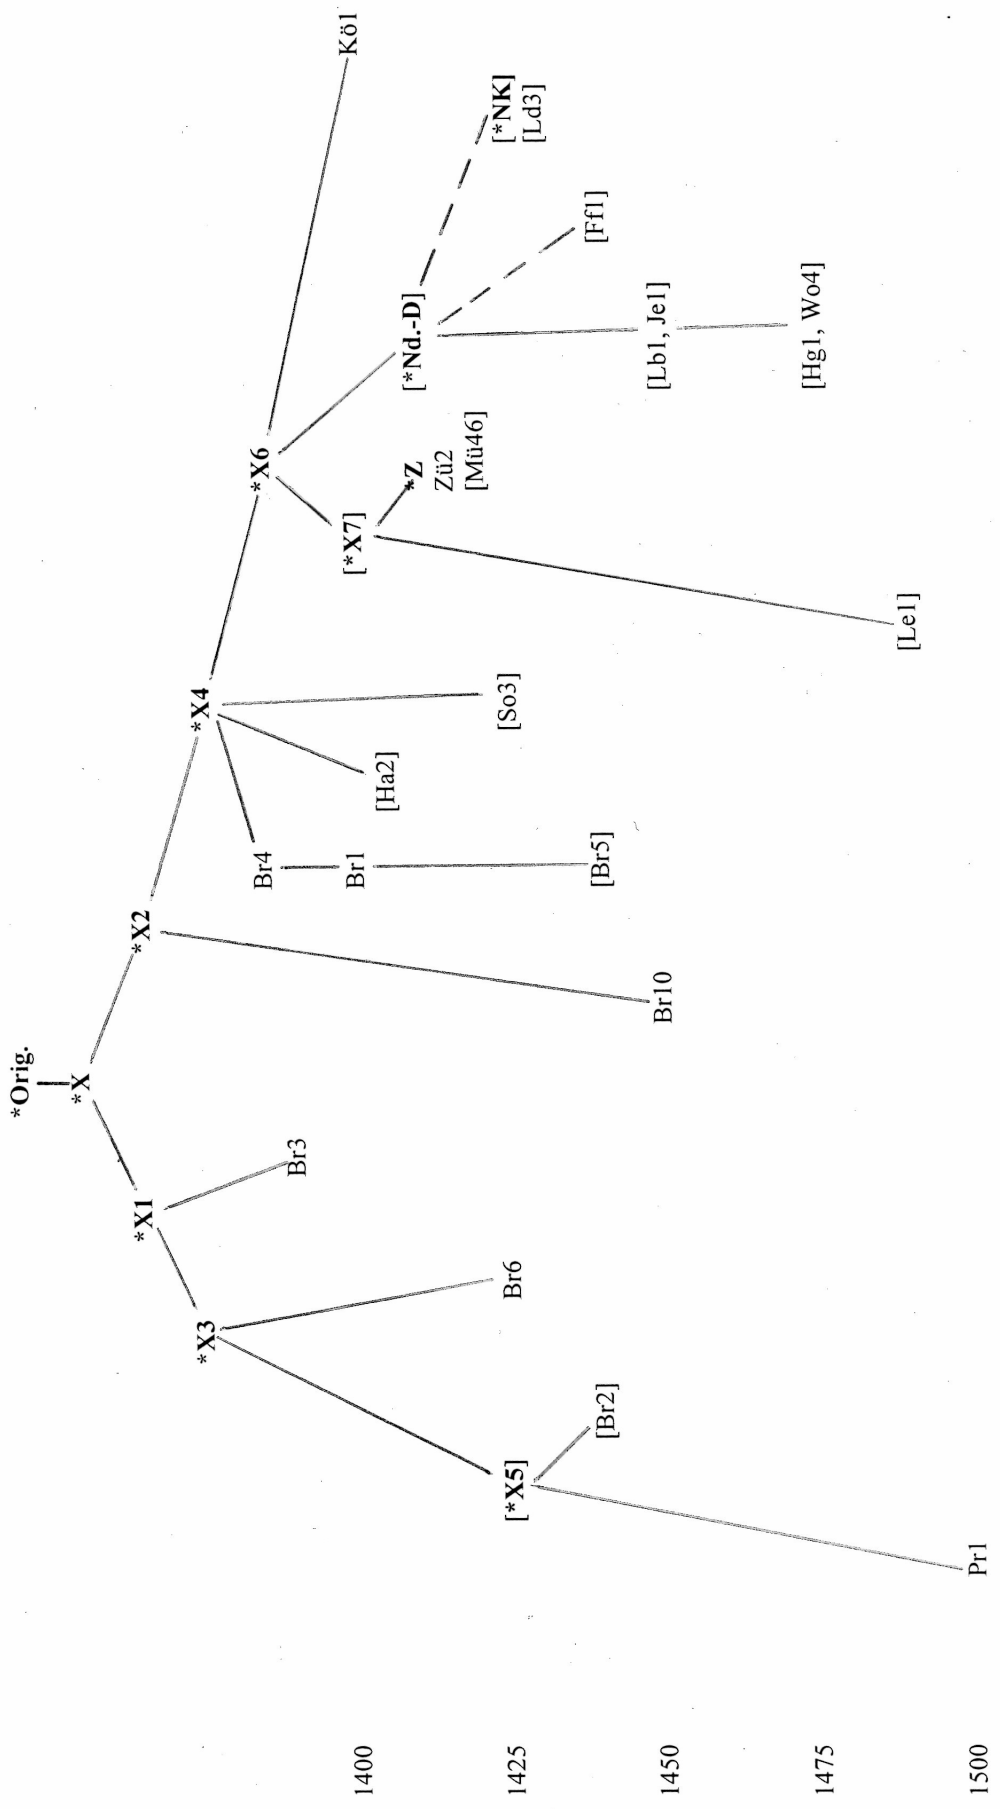 *Orig.
*X
*X1 *X2
*X3 *X4
Br4 *X6
Br3
1400 Br1 [*X7] Kö1
[Ha2]
*Z [*Nd.-D]
Zü2
[Mü46]
1425 [*X5] Br6 [So3] [*NK]
[Ld3]
[Br2] [Br5] [Ff1]
1450 Br10 [Lb1, Je1]
1475 [Hg1, Wo4]
[Le1]
1500 Pr1